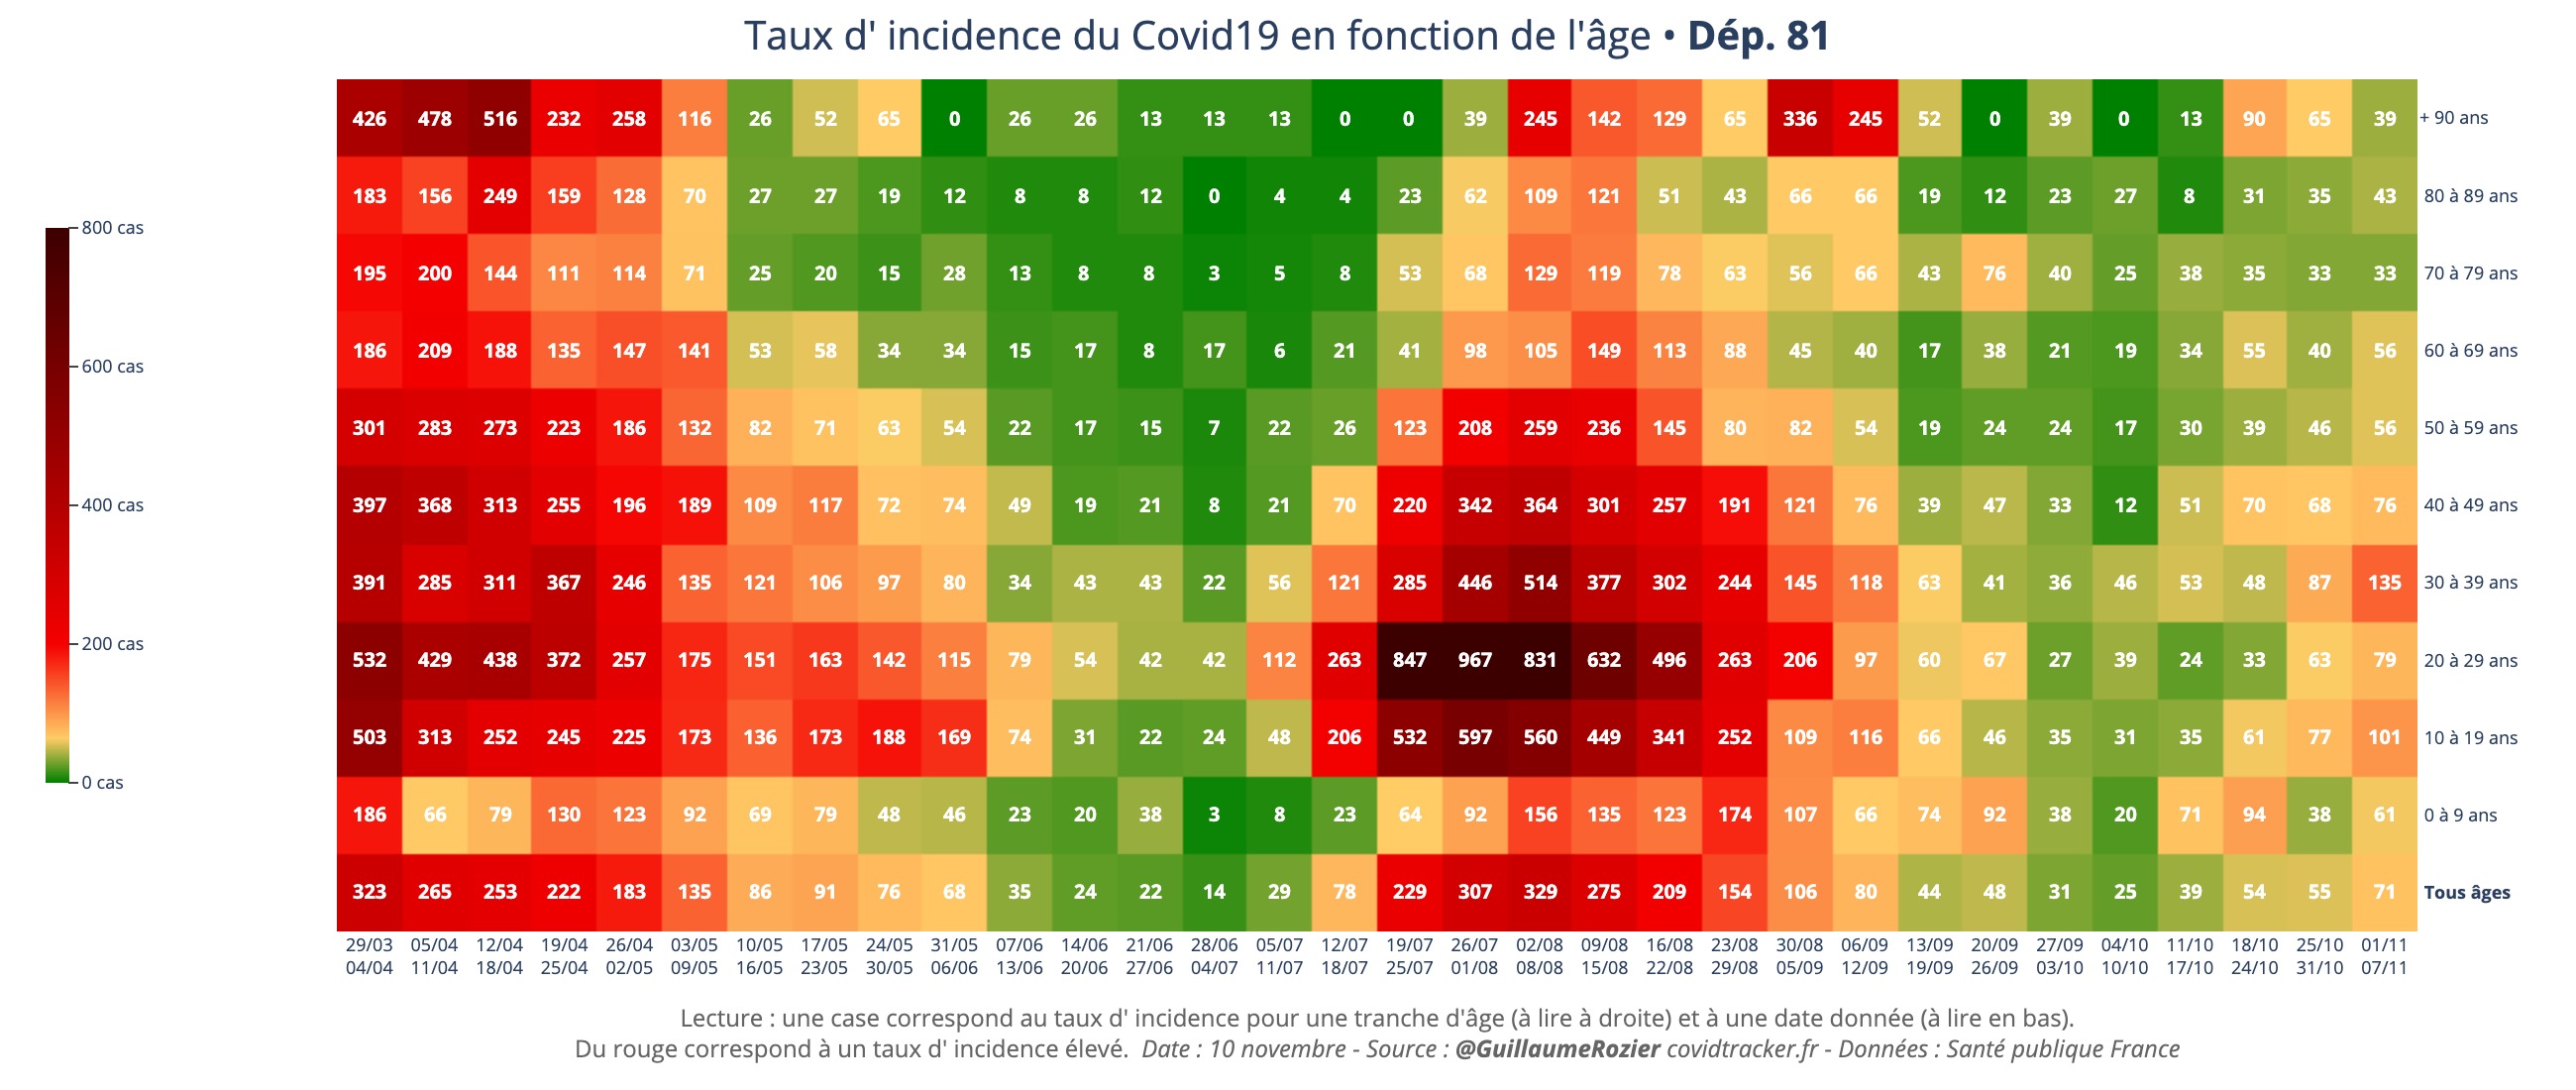 Taux d' incidence du Covid19 en fonction de l'âge • Dép. 81
426 478 516 232 258 116 26 52 65 0 26 26 13 13 13 0 0 39 245 142 129 65 336 245 52 0 39 0 13 90 65 39 + 90 ans
183 156 249 159 128 70 27 27 19 12 8 8 12 0 4 4 23 62 109 121 51 43 66 66 19 12 23 27 8 31 35 43 80 à 89 ans
800 cas
195 200 144 111 114 71 25 20 15 28 13 8 8 3 5 8 53 68 129 119 78 63 56 66 43 76 40 25 38 35 33 33 70 à 79 ans
186 209 188 135 147 141 53 58 34 34 15 17 8 17 6 21 41 98 105 149 113 88 45 40 17 38 21 19 34 55 40 56 60 à 69 ans
600 cas
301 283 273 223 186 132 82 71 63 54 22 17 15 7 22 26 123 208 259 236 145 80 82 54 19 24 24 17 30 39 46 56 50 à 59 ans
400 cas
397 368 313 255 196 189 109 117 72 74 49 19 21 8 21 70 220 342 364 301 257 191 121 76 39 47 33 12 51 70 68 76 40 à 49 ans
391 285 311 367 246 135 121 106 97 80 34 43 43 22 56 121 285 446 514 377 302 244 145 118 63 41 36 46 53 48 87 135 30 à 39 ans
200 cas
532 429 438 372 257 175 151 163 142 115 79 54 42 42 112 263 847 967 831 632 496 263 206 97 60 67 27 39 24 33 63 79 20 à 29 ans
503 313 252 245 225 173 136 173 188 169 74 31 22 24 48 206 532 597 560 449 341 252 109 116 66 46 35 31 35 61 77 101 10 à 19 ans
0 cas
186 66 79 130 123 92 69 79 48 46 23 20 38 3 8 23 64 92 156 135 123 174 107 66 74 92 38 20 71 94 38 61 0 à 9 ans
323 265 253 222 183 135 86 91 76 68 35 24 22 14 29 78 229 307 329 275 209 154 106 80 44 48 31 25 39 54 55 71 Tous âges
29/03 05/04 12/04 19/04 26/04 03/05 10/05 17/05 24/05 31/05 07/06 14/06 21/06 28/06 05/07 12/07 19/07 26/07 02/08 09/08 16/08 23/08 30/08 06/09 13/09 20/09 27/09 04/10 11/10 18/10 25/10 01/11
04/04 11/04 18/04 25/04 02/05 09/05 16/05 23/05 30/05 06/06 13/06 20/06 27/06 04/07 11/07 18/07 25/07 01/08 08/08 15/08 22/08 29/08 05/09 12/09 19/09 26/09 03/10 10/10 17/10 24/10 31/10 07/11
Lecture : une case correspond au taux d' incidence pour une tranche d'âge (à lire à droite) et à une date donnée (à lire en bas).
Du rouge correspond à un taux d' incidence élevé. Date : 10 novembre - Source : @GuillaumeRozier covidtracker.fr - Données : Santé publique France